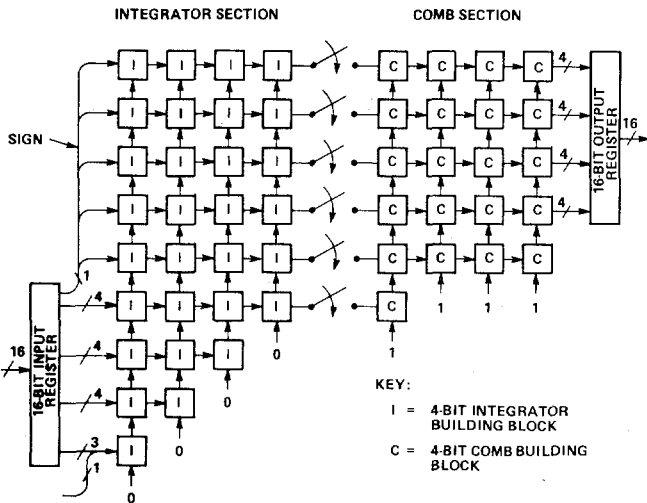 INTEGRATOR SECTION COMB SECTION
I I I I C C C C 4
I I I I C C C C 4
SIGN
I I I I C C C C 4
16-BIT OUTPUT
REGISTER
16
I I I I C C C C 4
I I I I C C C C
1
I I I I C 1 1 1
4
16
16-BIT INPUT
REGISTER
4 I I I 0 1
4 I I 0
3 I 0
1
0
KEY:
I = 4-BIT INTEGRATOR
BUILDING BLOCK
C = 4-BIT COMB BUILDING
BLOCK